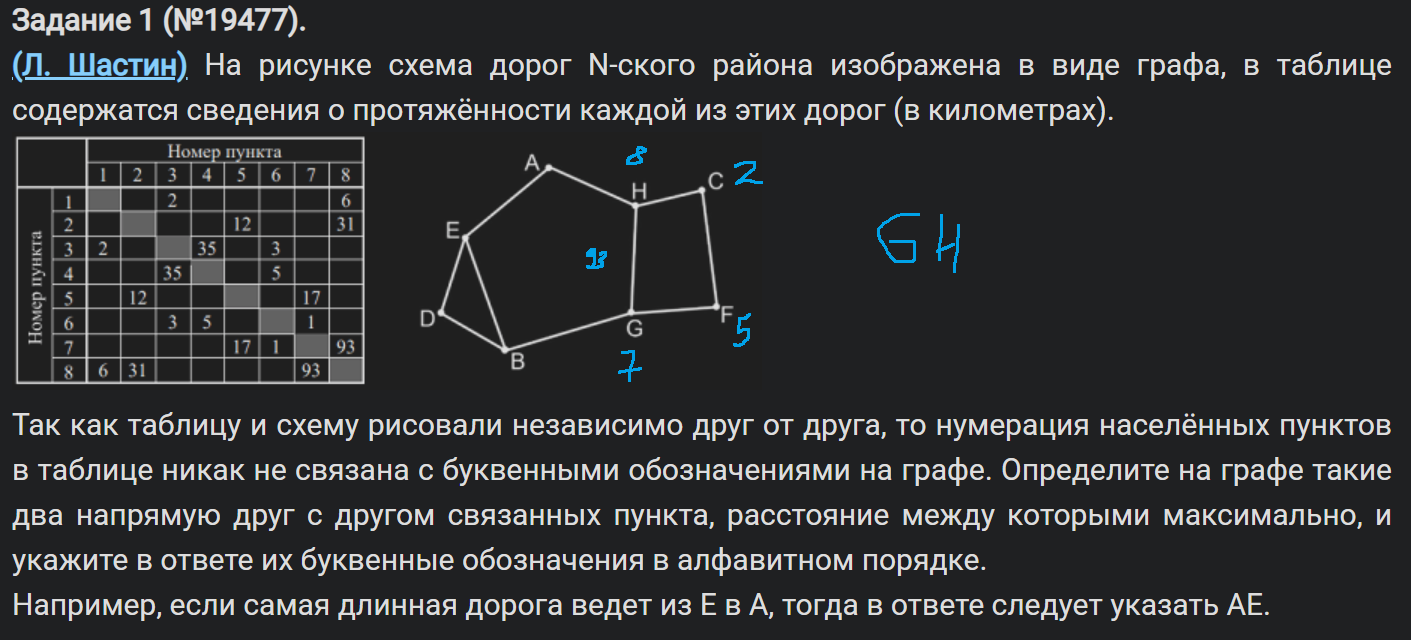 Задание 1 (№19477).
(Л. Шастин) На рисунке схема дорог N-ского района изображена в виде графа, в таблице
содержатся сведения о протяжённости каждой из этих дорог (в километрах).
Номер пункта
1 2 3 4 5 6 7 8
Номер пункта
1 2 6
2 12 31
3 2 35 3
4 35 5
5 12 17
6 3 5 1
7 17 1 93
8 6 31 93
A
8
H
C 2
E
93
D
B
G
F
5
7
GH
Так как таблицу и схему рисовали независимо друг от друга, то нумерация населённых пунктов
в таблице никак не связана с буквенными обозначениями на графе. Определите на графе такие
два напрямую друг с другом связанных пункта, расстояние между которыми максимально, и
укажите в ответе их буквенные обозначения в алфавитном порядке.
Например, если самая длинная дорога ведет из E в A, тогда в ответе следует указать AE.